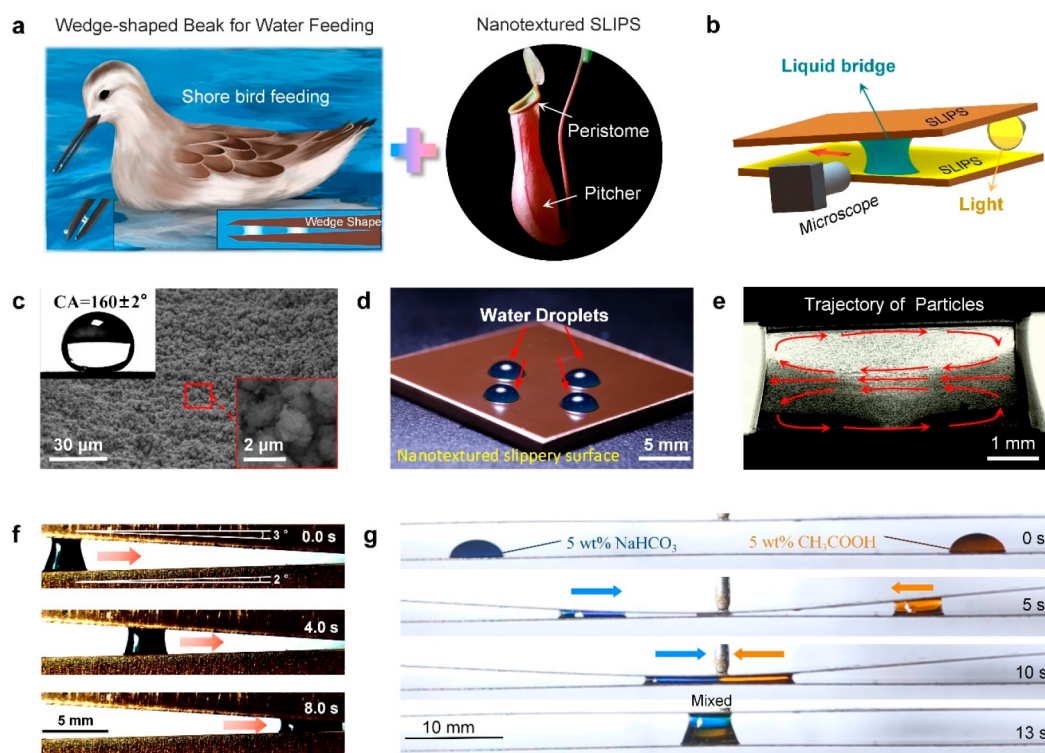 a
Wedge-shaped Beak for Water Feeding
Shore bird feeding
Wedge Shape
Nanotextured SLIPS
Peristome
Pitcher
b
Liquid bridge
SLIPS
SLIPS
Microscope
Light
c
CA=160±2°
30 μm
2 μm
d
Water Droplets
Nanotextured slippery surface
5 mm
e
Trajectory of Particles
1 mm
f
0.0 s
3 °
2 °
4.0 s
8.0 s
5 mm
g
5 wt% NaHCO₃
5 wt% CH₃COOH
0 s
5 s
10 s
Mixed
10 mm
13 s